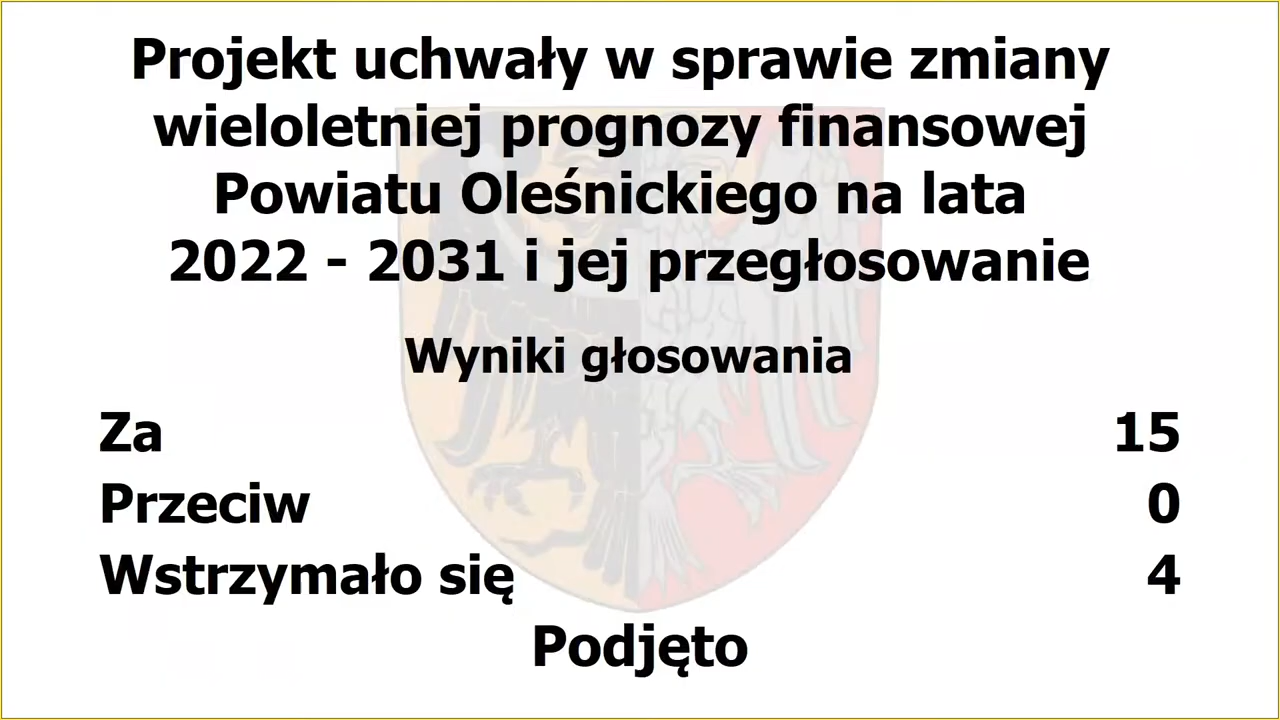 Projekt uchwały w sprawie zmiany
wieloletniej prognozy finansowej
Powiatu Oleśnickiego na lata
2022 - 2031 i jej przegłosowanie
Wyniki głosowania
Za 15
Przeciw 0
Wstrzymało się 4
Podjęto